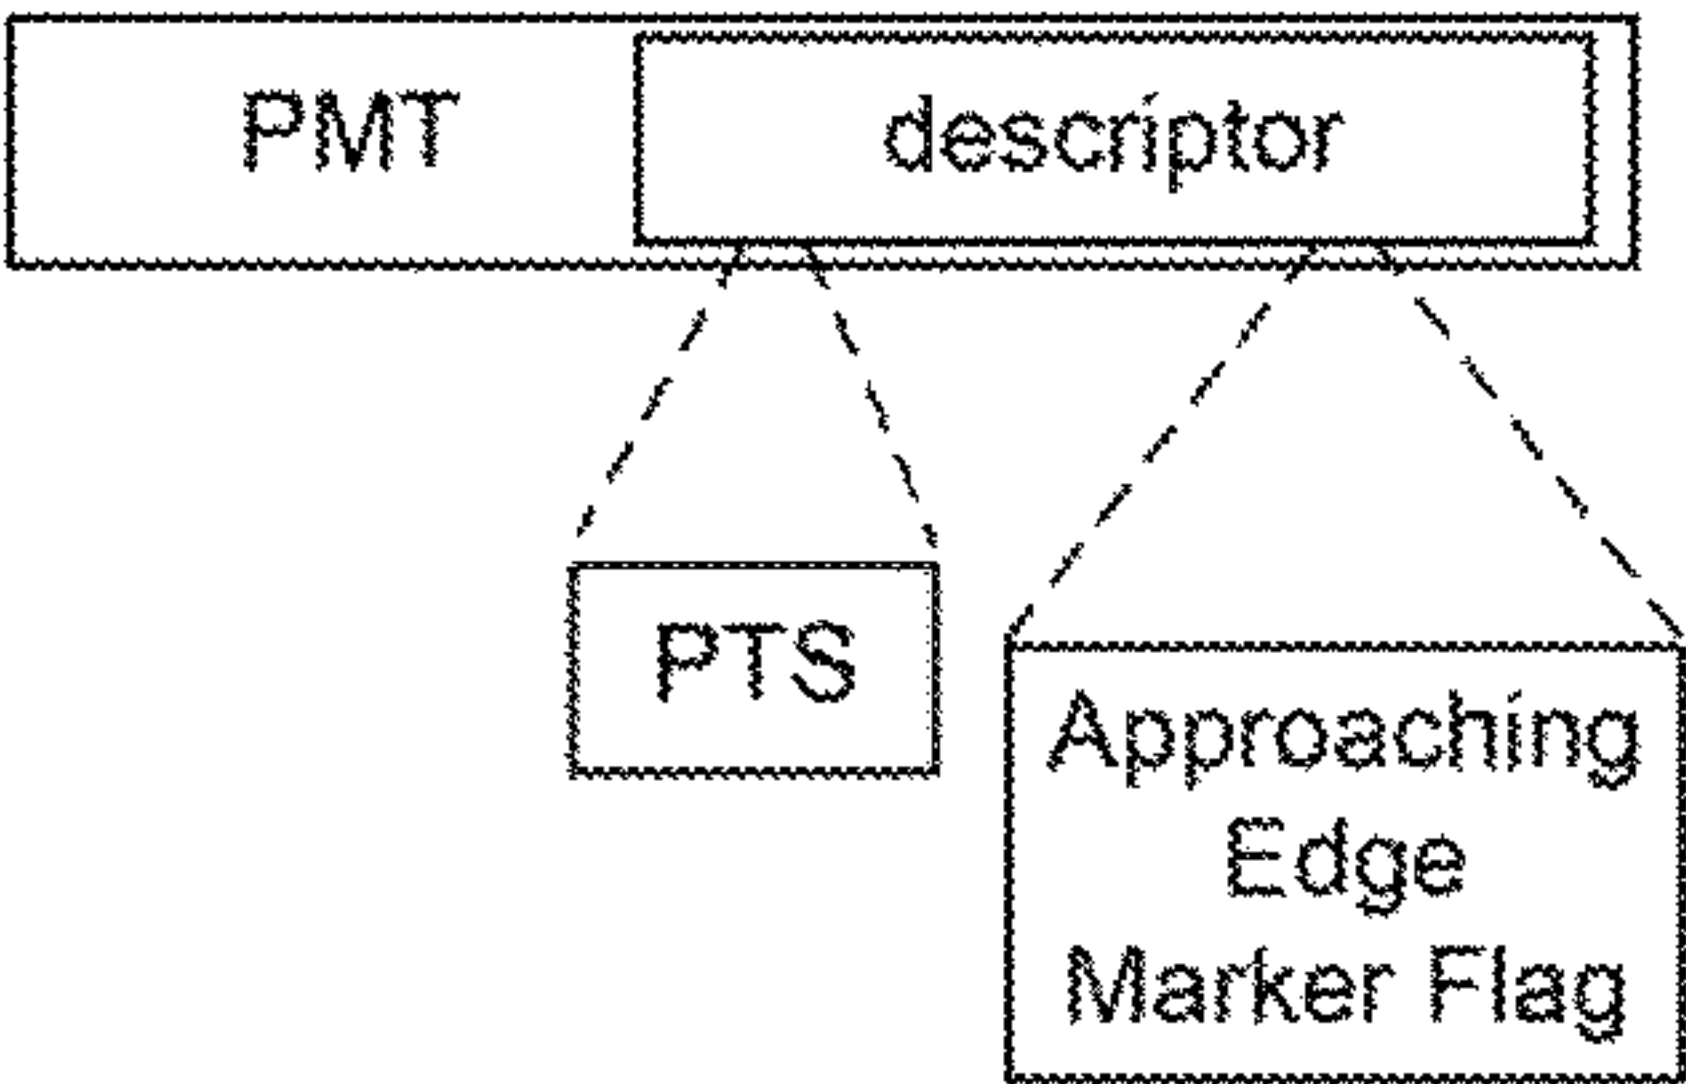 PMT
descriptor
PTS
Approaching
Edge
Marker Flag